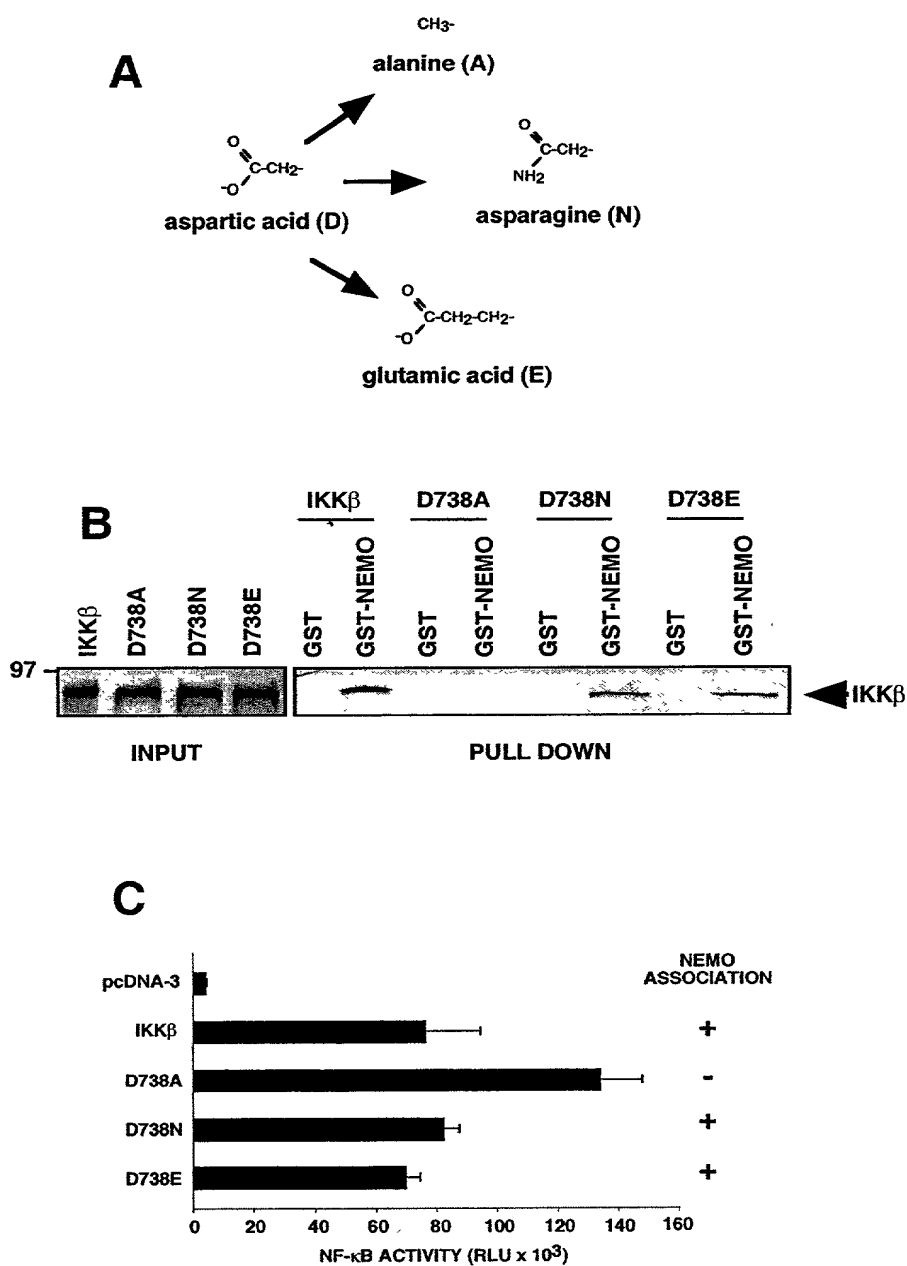 A
CH3-
alanine (A)
O
C-CH2-
-O
aspartic acid (D)
O
C-CH2-
NH2
asparagine (N)
O
C-CH2-CH2-
-O
glutamic acid (E)
B
IKKβ D738A D738N D738E
IKKβ D738A D738N D738E GST GST-NEMO GST GST-NEMO GST GST-NEMO GST GST-NEMO
97
IKKβ
INPUT PULL DOWN
C
NEMO
ASSOCIATION
pcDNA-3
IKKβ +
D738A -
D738N +
D738E +
0 20 40 60 80 100 120 140 160
NF-κB ACTIVITY (RLU x 10³)